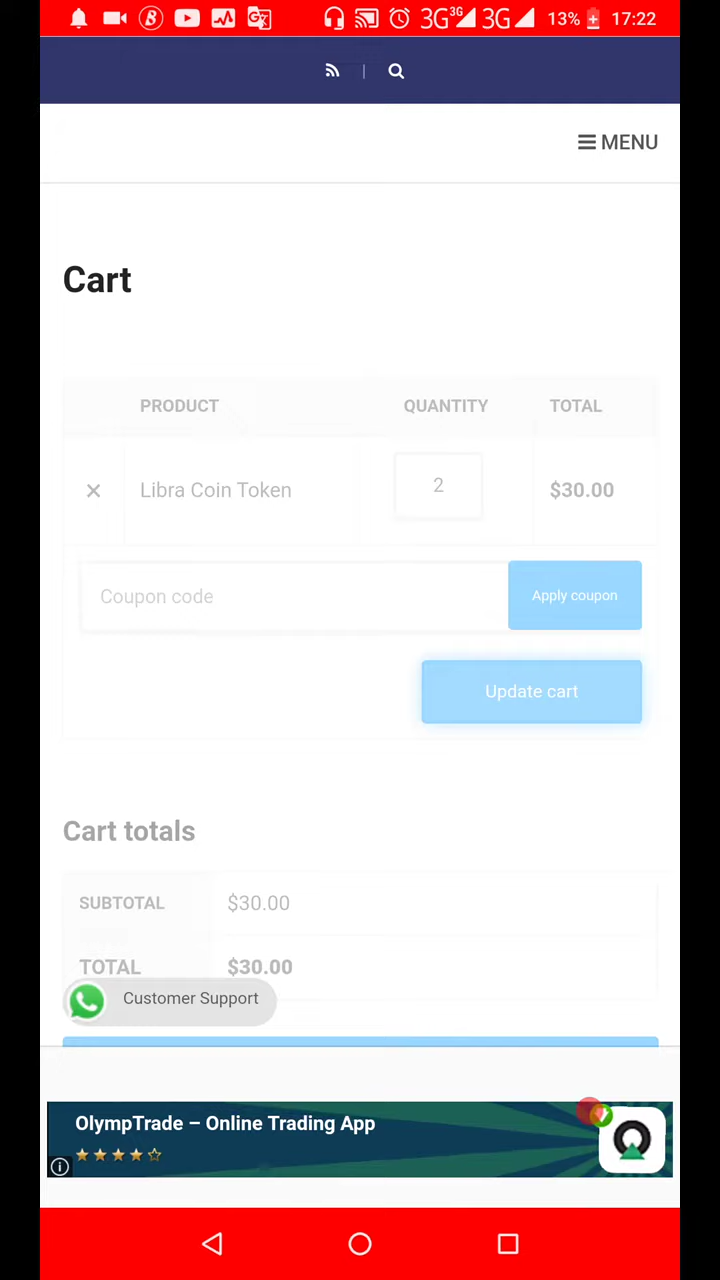 3G 3G 3G 13% 17:22
MENU
Cart
PRODUCT QUANTITY TOTAL
× Libra Coin Token 2 $30.00
Coupon code Apply coupon
Update cart
Cart totals
SUBTOTAL $30.00
TOTAL $30.00
Customer Support
OlympTrade – Online Trading App